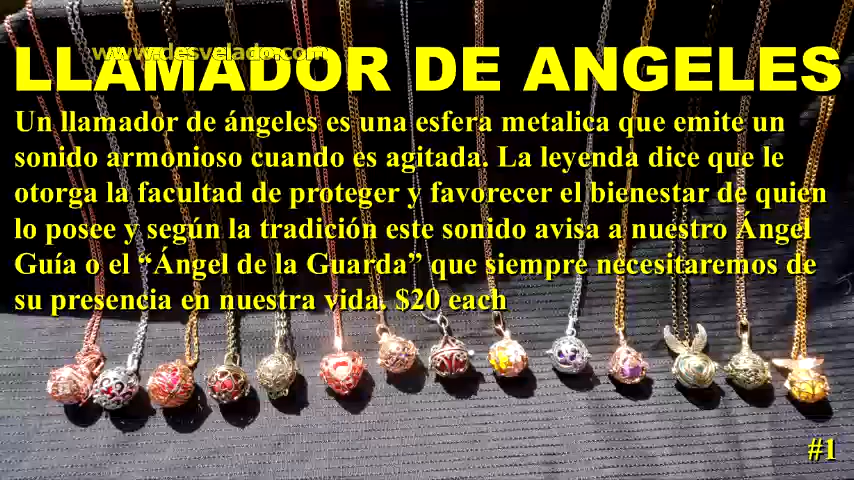 www.desvelado.com
LLAMADOR DE ANGELES
Un llamador de ángeles es una esfera metalica que emite un
sonido armonioso cuando es agitada. La leyenda dice que le
otorga la facultad de proteger y favorecer el bienestar de quien
lo posee y según la tradición este sonido avisa a nuestro Ángel
Guía o el “Ángel de la Guarda” que siempre necesitaremos de
su presencia en nuestra vida. $20 each
#1